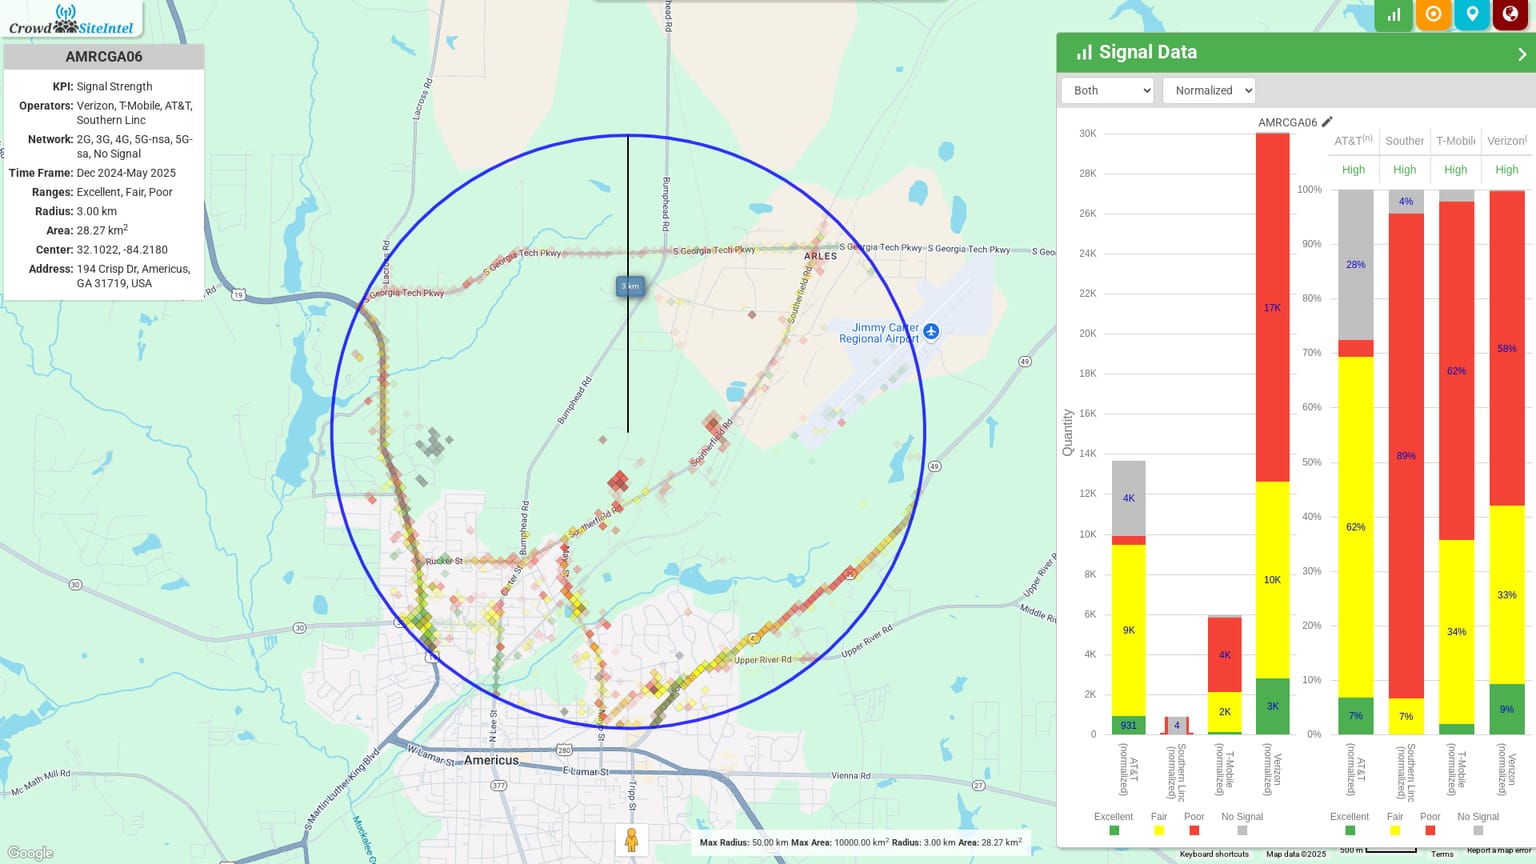 Crowd SiteIntel
AMRCGA06
KPI: Signal Strength
Operators: Verizon, T-Mobile, AT&T,
Southern Linc
Network: 2G, 3G, 4G, 5G-nsa, 5G-
sa, No Signal
Time Frame: Dec 2024-May 2025
Ranges: Excellent, Fair, Poor
Radius: 3.00 km
Area: 28.27 km²
Center: 32.1022, -84.2180
Address: 194 Crisp Dr, Americus,
GA 31719, USA
Lacross Rd
Bumphead Rd
Lacross Rd
S Georgia Tech Pkwy
S Georgia Tech Pkwy
S Georgia Tech Pkwy
S Georgia Tech Pkwy
S Georgia Tech Pkwy
S Geor
ARLES
19
3 km
Southerfield Rd
Jimmy Carter
Regional Airport
49
Bumphead Rd
Southerfield Rd
49
Bumphead Rd
Southerfield Rd
Rucker St
Carter St
30
30
Upper River Rd
Middle Riv
Upper River Rd
Upper River Rd
N Lee St
280
W Lamar St
E Lamar St
Americus
377
Vienna Rd
27
Mc Math Mill Rd
S Martin Luther King Blvd
Tripp St
Muckalee C
Google
Max Radius: 50.00 km Max Area: 10000.00 km² Radius: 3.00 km Area: 28.27 km²
Keyboard shortcuts
Map data ©2025
500 m
Terms
Report a map error
Signal Data
Both
Normalized
AMRCGA06
Quantity
30K
28K
26K
24K
22K
20K
18K
16K
14K
12K
10K
8K
6K
4K
2K
0
4K
9K
931
4
4K
2K
17K
10K
3K
AT&T
(normalized)
Southern Linc
(normalized)
T-Mobile
(normalized)
Verizon
(normalized)
Excellent
Fair
Poor
No Signal
AT&T(n)
Souther
T-Mobile
Verizon(
High
High
High
High
100%
90%
80%
70%
60%
50%
40%
30%
20%
10%
0%
28%
62%
7%
4%
89%
7%
62%
34%
58%
33%
9%
AT&T
(normalized)
Southern Linc
(normalized)
T-Mobile
(normalized)
Verizon
(normalized)
Excellent
Fair
Poor
No Signal